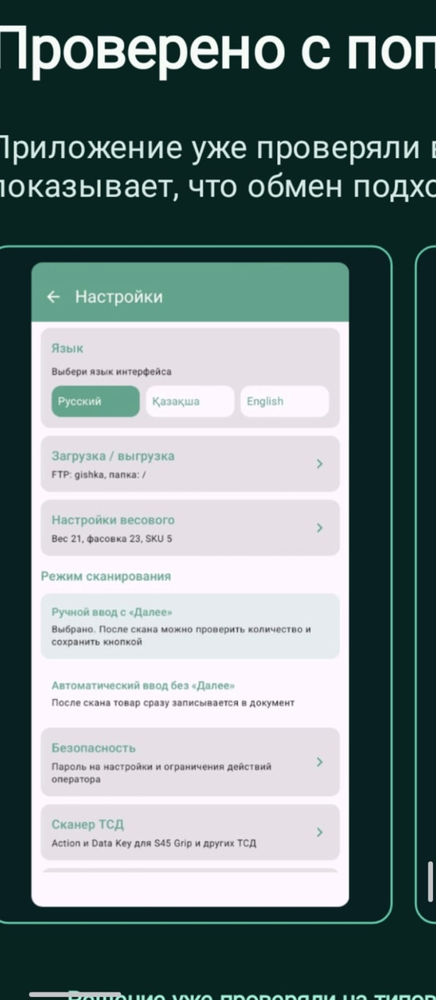 Проверено с
Приложение уже проверяли
показывает, что обмен
Настройки
Язык
Выбери язык интерфейса
Русский Қазақша English
Загрузка / выгрузка
FTP: gishka, папка: /
Настройки весового
Вес 21, фасовка 23, SKU 5
Режим сканирования
Ручной ввод с «Далее»
Выбрано. После скана можно проверить количество и
сохранить кнопкой
Автоматический ввод без «Далее»
После скана товар сразу записывается в документ
Безопасность
Пароль на настройки и ограничения действий
оператора
Сканер ТСД
Action и Data Key для S45 Grip и других ТСД
уже проверяли на